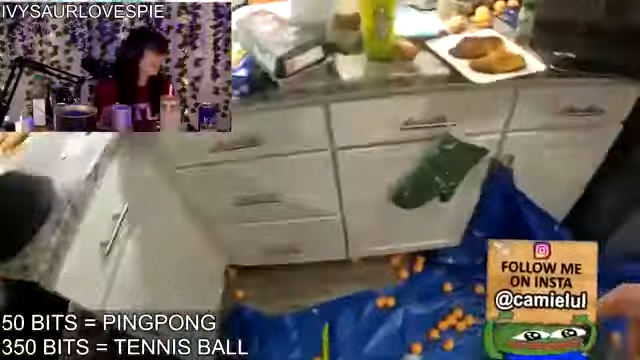 IVYSAURLOVESPIE
FOLLOW ME
ON INSTA
@camielul
50 BITS = PINGPONG
350 BITS = TENNIS BALL